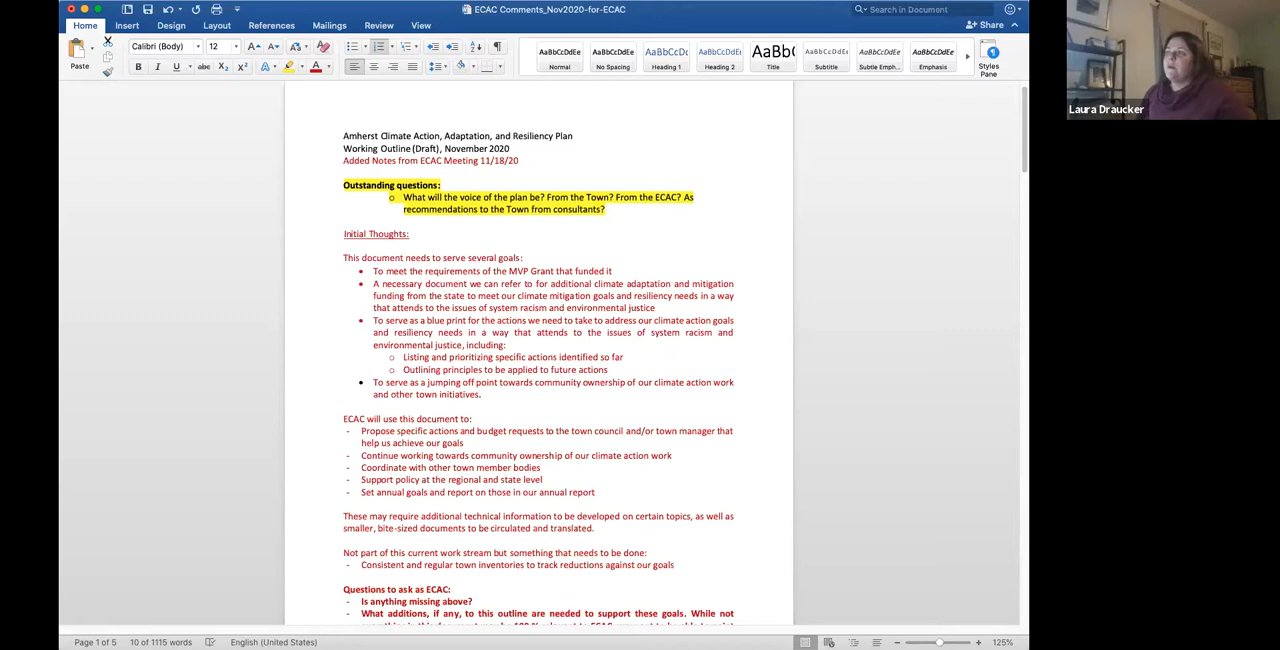 ECAC Comments_Nov2020-for-ECAC
Search in Document
Home Insert Design Layout References Mailings Review View
Share
Paste
Calibri (Body) 12
AaBbCcDdEe AaBbCcDdEe AaBbCcDc AaBbCcDdEe AaBb( AaBbCcDdEe AaBbCcDdEe AaBbCcDdEe
Normal No Spacing Heading 1 Heading 2 Title Subtitle Subtle Emph... Emphasis
Styles
Pane
Laura Draucker
Amherst Climate Action, Adaptation, and Resiliency Plan
Working Outline (Draft), November 2020
Added Notes from ECAC Meeting 11/18/20
Outstanding questions:
o What will the voice of the plan be? From the Town? From the ECAC? As
recommendations to the Town from consultants?
Initial Thoughts:
This document needs to serve several goals:
• To meet the requirements of the MVP Grant that funded it
• A necessary document we can refer to for additional climate adaptation and mitigation
funding from the state to meet our climate mitigation goals and resiliency needs in a way
that attends to the issues of system racism and environmental justice
• To serve as a blue print for the actions we need to take to address our climate action goals
and resiliency needs in a way that attends to the issues of system racism and
environmental justice, including:
o Listing and prioritizing specific actions identified so far
o Outlining principles to be applied to future actions
• To serve as a jumping off point towards community ownership of our climate action work
and other town initiatives.
ECAC will use this document to:
- Propose specific actions and budget requests to the town council and/or town manager that
help us achieve our goals
- Continue working towards community ownership of our climate action work
- Coordinate with other town member bodies
- Support policy at the regional and state level
- Set annual goals and report on those in our annual report
These may require additional technical information to be developed on certain topics, as well as
smaller, bite-sized documents to be circulated and translated.
Not part of this current work stream but something that needs to be done:
- Consistent and regular town inventories to track reductions against our goals
Questions to ask as ECAC:
- Is anything missing above?
- What additions, if any, to this outline are needed to support these goals. While not
Page 1 of 5 10 of 1115 words English (United States) 125%